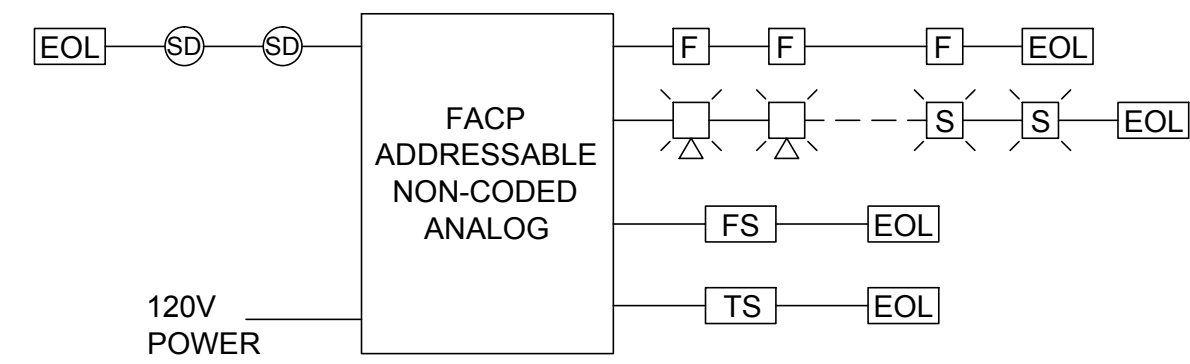 EOL SD SD
F F F EOL
S S EOL
FACP
ADDRESSABLE
NON-CODED
ANALOG
FS EOL
TS EOL
120V
POWER